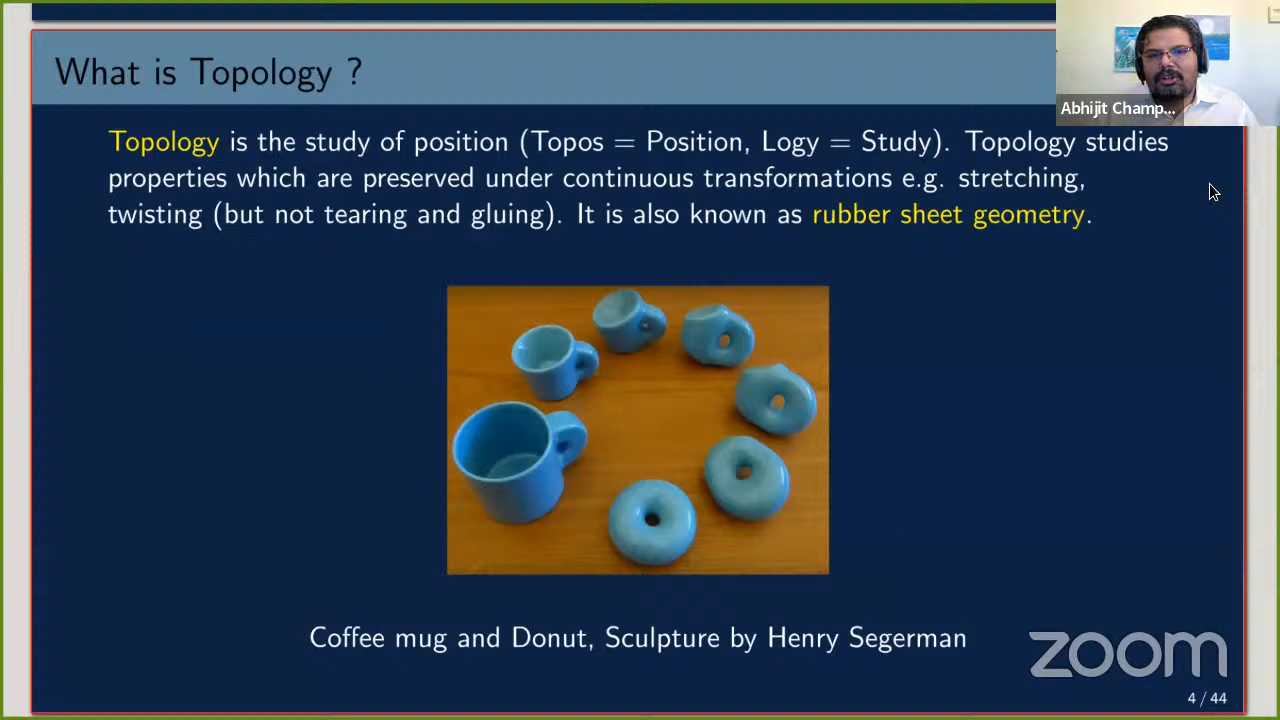 What is Topology ?
Abhijit Champ...
Topology is the study of position (Topos = Position, Logy = Study). Topology studies
properties which are preserved under continuous transformations e.g. stretching,
twisting (but not tearing and gluing). It is also known as rubber sheet geometry.
Coffee mug and Donut, Sculpture by Henry Segerman
zoom
4 / 44